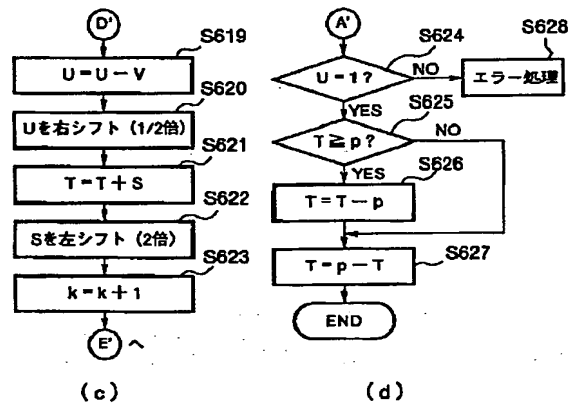 D'
S619
U=U-V
S620
Uを右シフト (1/2倍)
S621
T=T+S
S622
Sを左シフト (2倍)
S623
k=k+1
E' へ
(c)
A'
S624
U=1?
NO
S628
エラー処理
YES
S625
T≧p?
NO
YES
S626
T=T-p
S627
T=p-T
END
(d)